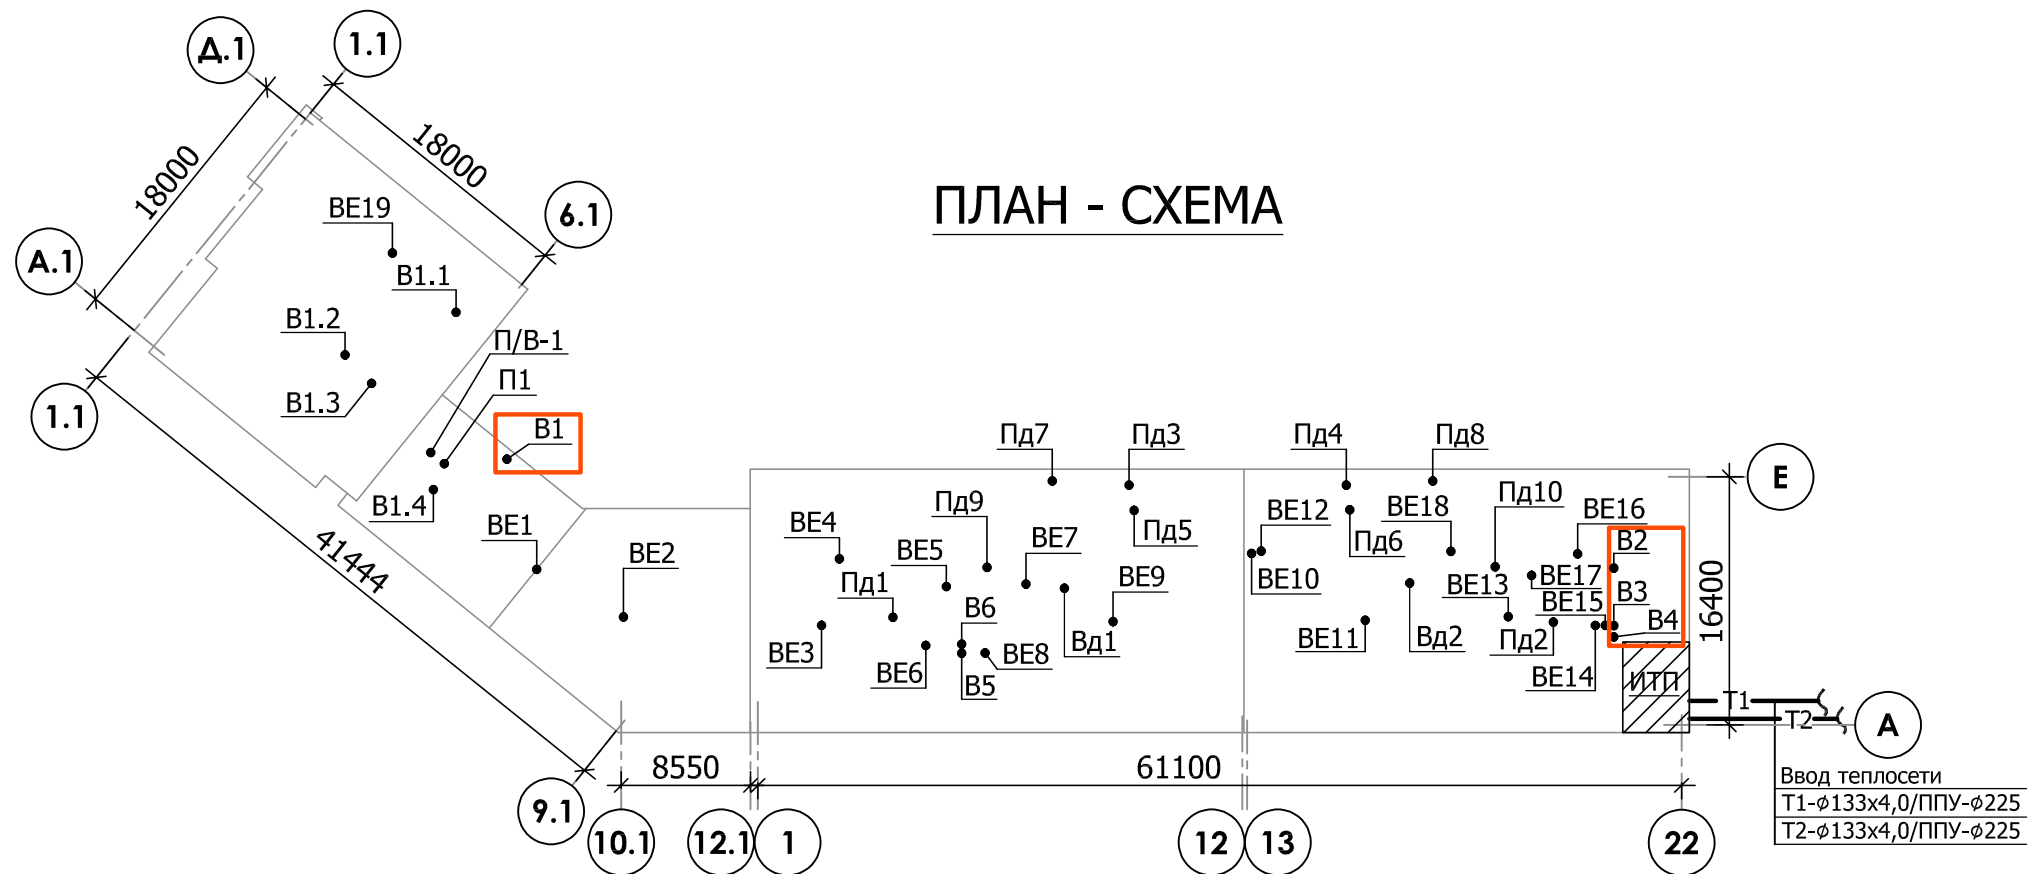 ПЛАН - СХЕМА
Д.1
1.1
18000
18000
6.1
А.1
1.1
ВЕ19
В1.1
В1.2
В1.3
П/В-1
П1
В1
В1.4
ВЕ1
ВЕ2
41444
9.1
Пд7
Пд3
Пд4
Пд8
Е
ВЕ4
Пд9
ВЕ5
Пд1
ВЕ7
Пд5
ВЕ9
В6
ВЕ3
ВЕ6
В5
ВЕ8
Вд1
ВЕ12
ВЕ10
Пд6
ВЕ18
Пд10
ВЕ16
В2
ВЕ13
ВЕ17
ВЕ15
В3
В4
ВЕ11
Вд2
Пд2
ВЕ14
ИТП
16400
Т1
Т2
А
8550
61100
10.1
12.1
1
12
13
22
Ввод теплосети
Т1-ϕ133х4,0/ППУ-ϕ225
Т2-ϕ133х4,0/ППУ-ϕ225